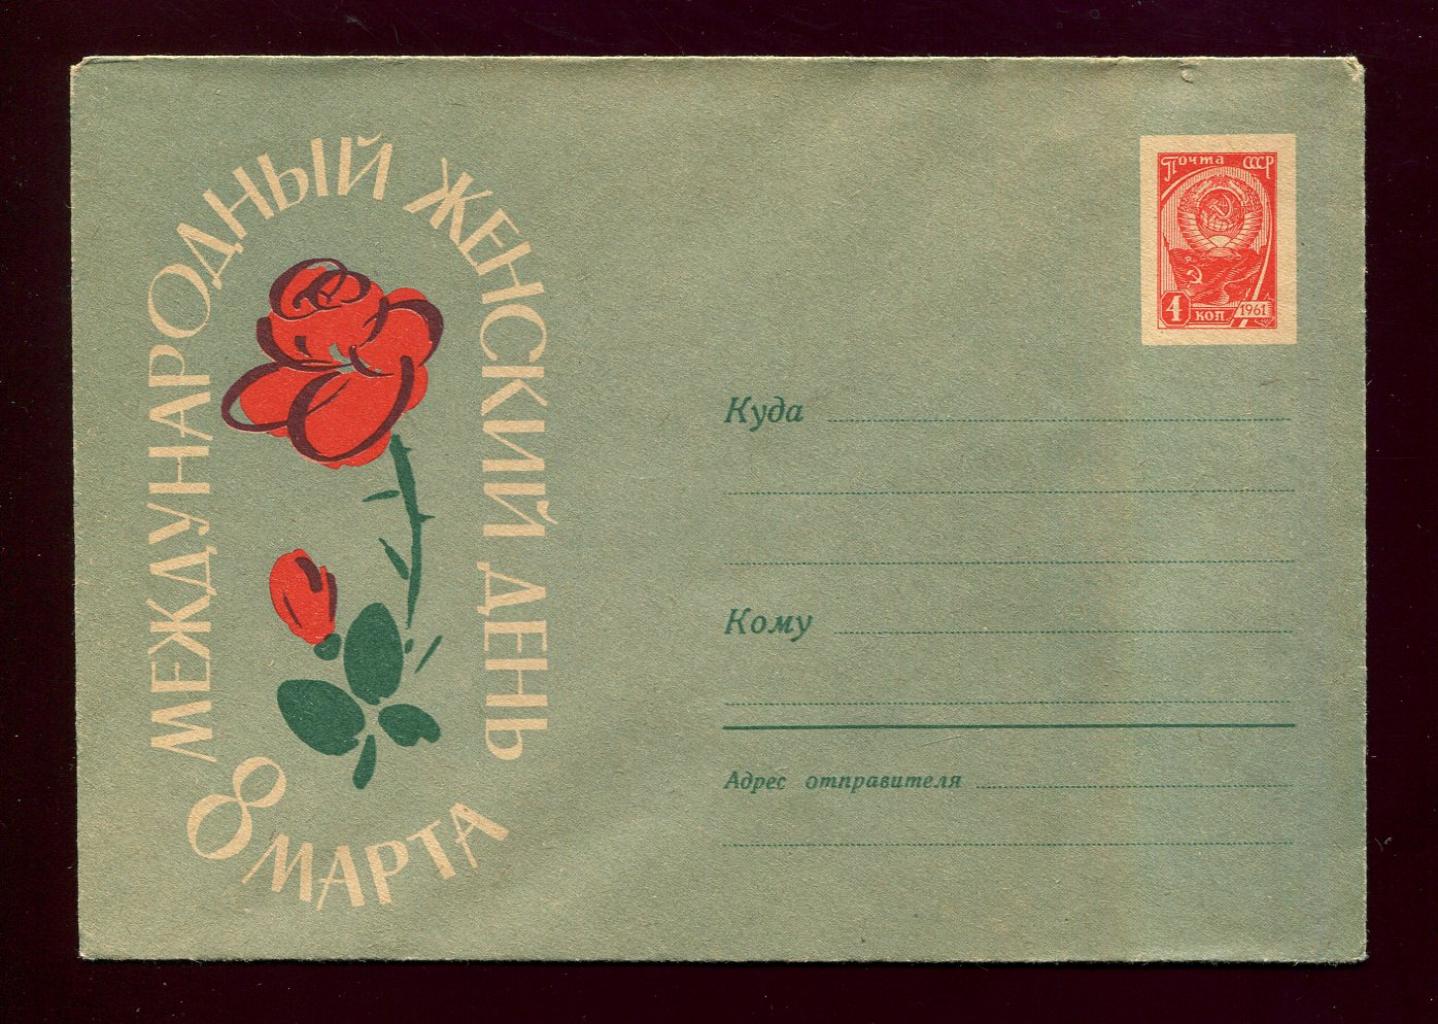 МЕЖДУНАРОДНЫЙ ЖЕНСКИЙ ДЕНЬ
8 МАРТА
Почта СССР
4 коп. 1961
Куда
Кому
Адрес отправителя